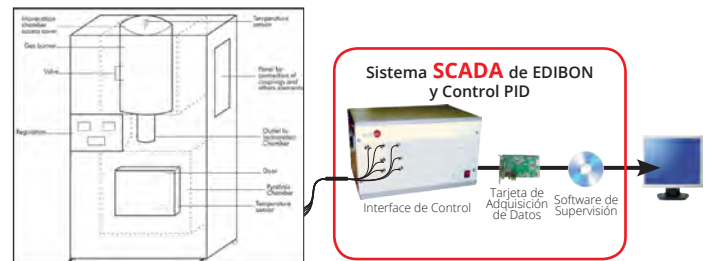 Incineration
chamber
access cover
Gas burner
Valve
Regulation
Temperature
sensor
Panel for
connection of
couplings and
others elements
Outlet to
Incineration
Chamber
Door
Pyrolisis
Chamber
Temperature
sensor
Sistema SCADA de EDIBON
y Control PID
Interface de Control
Tarjeta de
Adquisición
de Datos
Software de
Supervisión